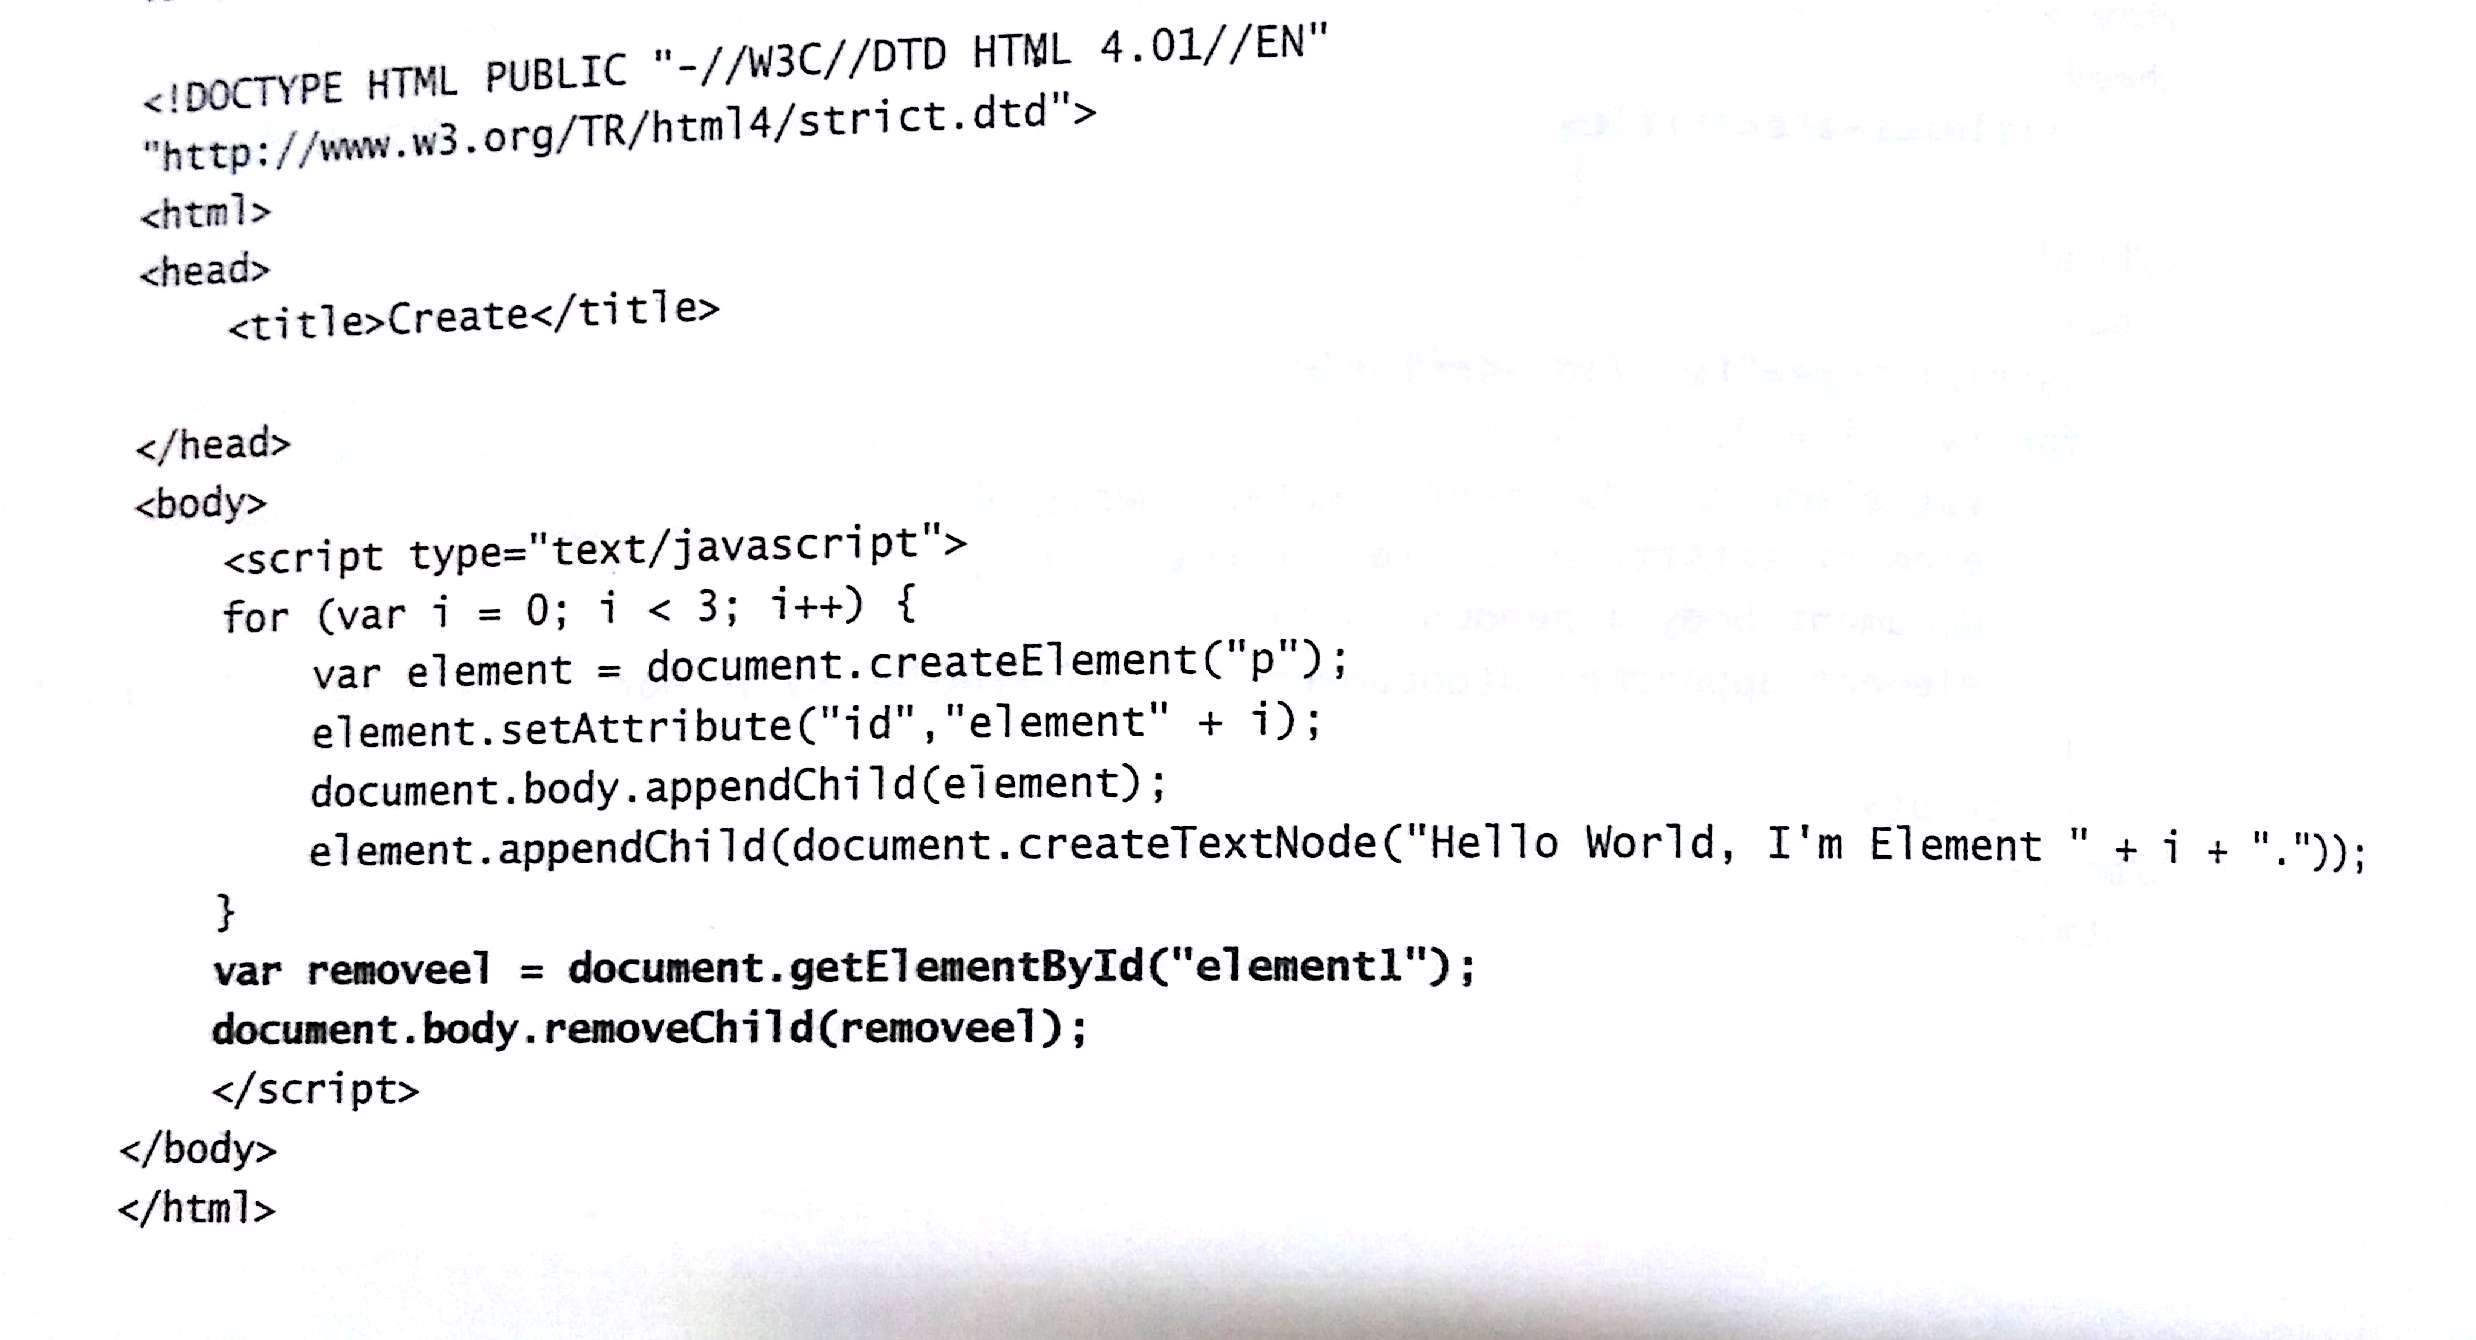 <!DOCTYPE HTML PUBLIC "-//W3C//DTD HTML 4.01//EN"
"http://www.w3.org/TR/html4/strict.dtd">
<html>
<head>
<title>Create</title>
</head>
<body>
<script type="text/javascript">
for (var i = 0; i < 3; i++) {
var element = document.createElement("p");
element.setAttribute("id","element" + i);
document.body.appendChild(element);
element.appendChild(document.createTextNode("Hello World, I'm Element " + i + "."));
}
var removeel = document.getElementById("element1");
document.body.removeChild(removeel);
</script>
</body>
</html>